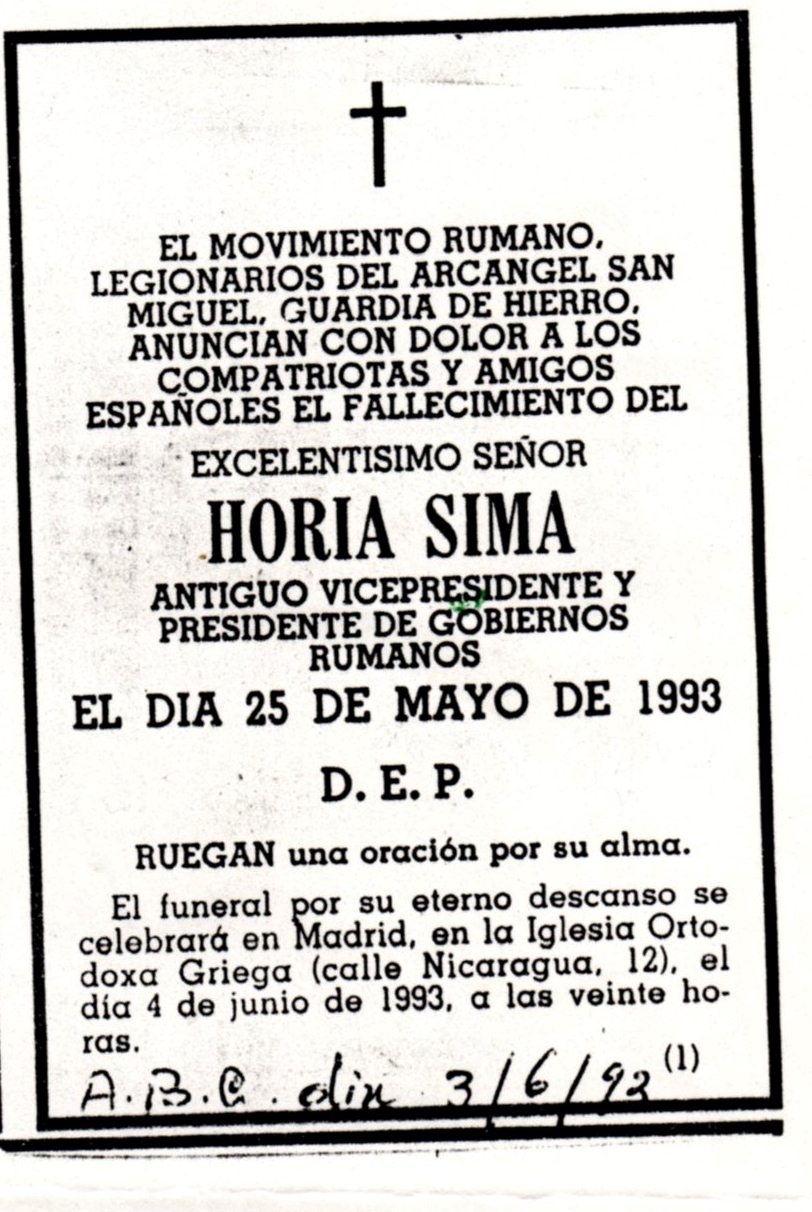 EL MOVIMIENTO RUMANO,
LEGIONARIOS DEL ARCANGEL SAN
MIGUEL, GUARDIA DE HIERRO,
ANUNCIAN CON DOLOR A LOS
COMPATRIOTAS Y AMIGOS
ESPAÑOLES EL FALLECIMIENTO DEL
EXCELENTISIMO SEÑOR
HORIA SIMA
ANTIGUO VICEPRESIDENTE Y
PRESIDENTE DE GOBIERNOS
RUMANOS
EL DIA 25 DE MAYO DE 1993
D. E. P.
RUEGAN una oración por su alma.
El funeral por su eterno descanso se
celebrará en Madrid, en la Iglesia Orto-
doxa Griega (calle Nicaragua, 12), el
día 4 de junio de 1993, a las veinte ho-
ras.
(1)
A.B.C. din 3/6/92